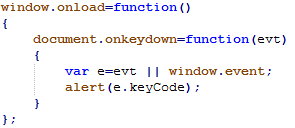 window.onload=function()
{
    document.onkeydown=function(evt)
    {
        var e=evt || window.event;
        alert(e.keyCode);
    }
};